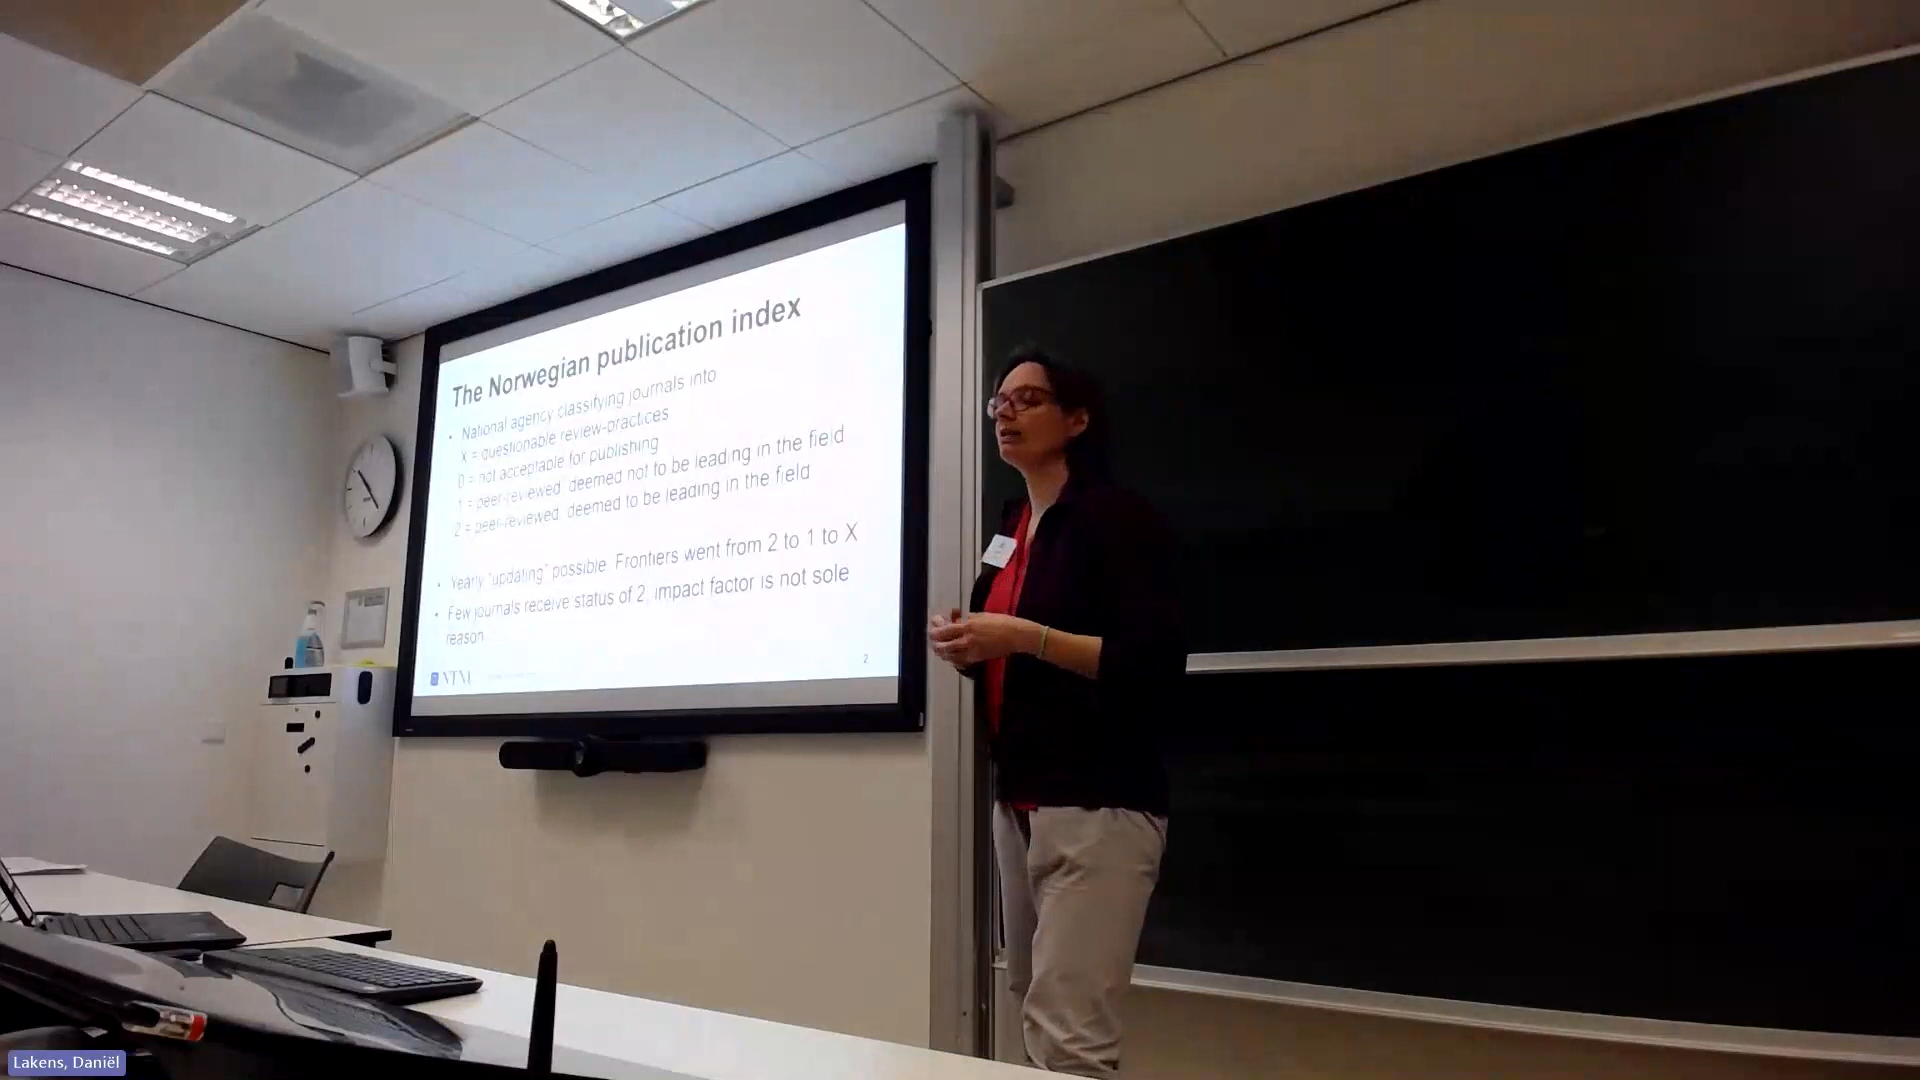 The Norwegian publication index
• National agency classifying journals into
X = questionable review-practices
0 = not acceptable for publishing
1 = peer-reviewed, deemed not to be leading in the field
2 = peer-reviewed, deemed to be leading in the field
• Yearly "updating" possible. Frontiers went from 2 to 1 to X
• Few journals receive status of 2, impact factor is not sole
reason
NTNU
2
Lakens, Daniël